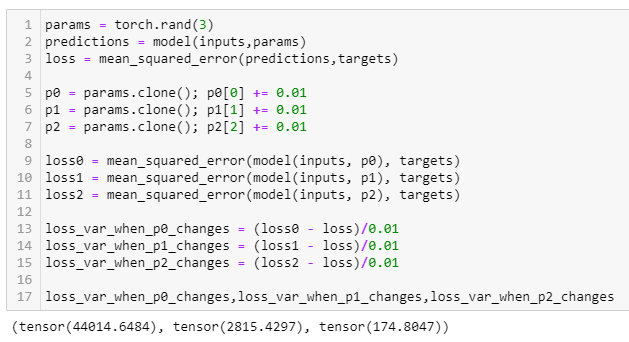 1 params = torch.rand(3)
2 predictions = model(inputs,params)
3 loss = mean_squared_error(predictions,targets)
4
5 p0 = params.clone(); p0[0] += 0.01
6 p1 = params.clone(); p1[1] += 0.01
7 p2 = params.clone(); p2[2] += 0.01
8
9 loss0 = mean_squared_error(model(inputs, p0), targets)
10 loss1 = mean_squared_error(model(inputs, p1), targets)
11 loss2 = mean_squared_error(model(inputs, p2), targets)
12
13 loss_var_when_p0_changes = (loss0 - loss)/0.01
14 loss_var_when_p1_changes = (loss1 - loss)/0.01
15 loss_var_when_p2_changes = (loss2 - loss)/0.01
16
17 loss_var_when_p0_changes,loss_var_when_p1_changes,loss_var_when_p2_changes
(tensor(44014.6484), tensor(2815.4297), tensor(174.8047))